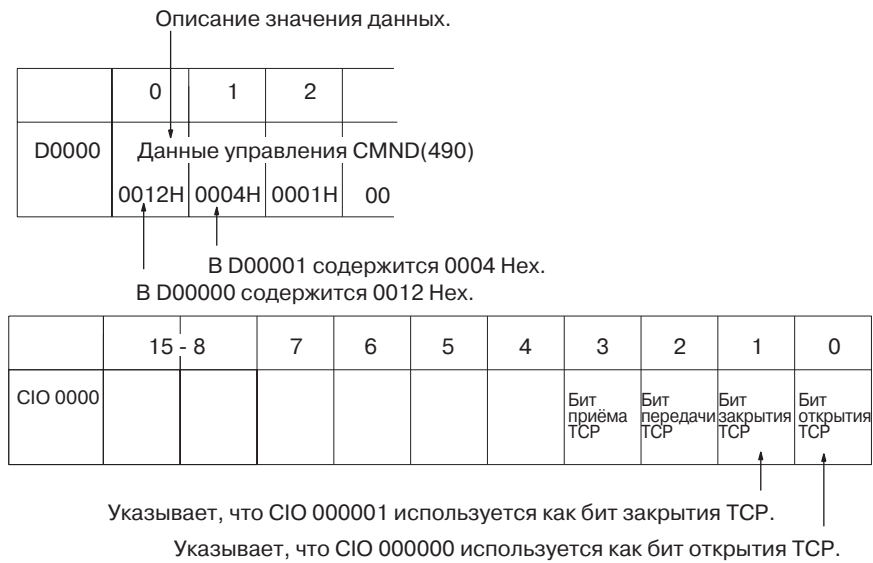 Описание значения данных.
0 1 2
D0000 Данные управления CMND(490)
0012H 0004H 0001H 00
В D00001 содержится 0004 Hex.
В D00000 содержится 0012 Hex.
15 - 8 7 6 5 4 3 2 1 0
CIO 0000 Бит приёма TCP Бит передачи TCP Бит закрытия TCP Бит открытия TCP
Указывает, что CIO 000001 используется как бит закрытия TCP.
Указывает, что CIO 000000 используется как бит открытия TCP.